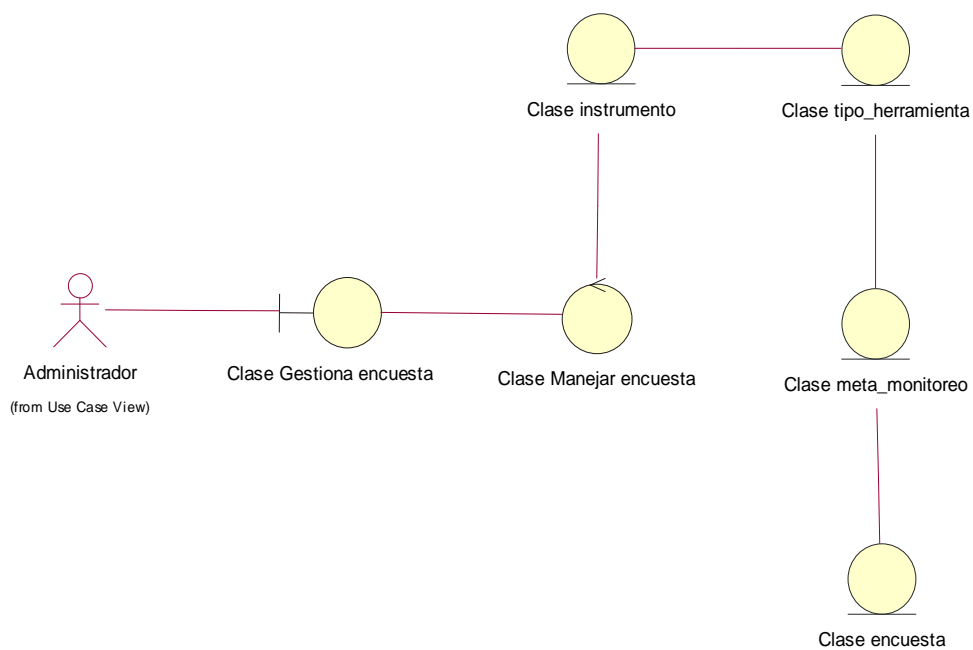 Clase instrumento
Clase tipo_herramienta
Administrador
(from Use Case View)
Clase Gestiona encuesta
Clase Manejar encuesta
Clase meta_monitoreo
Clase encuesta